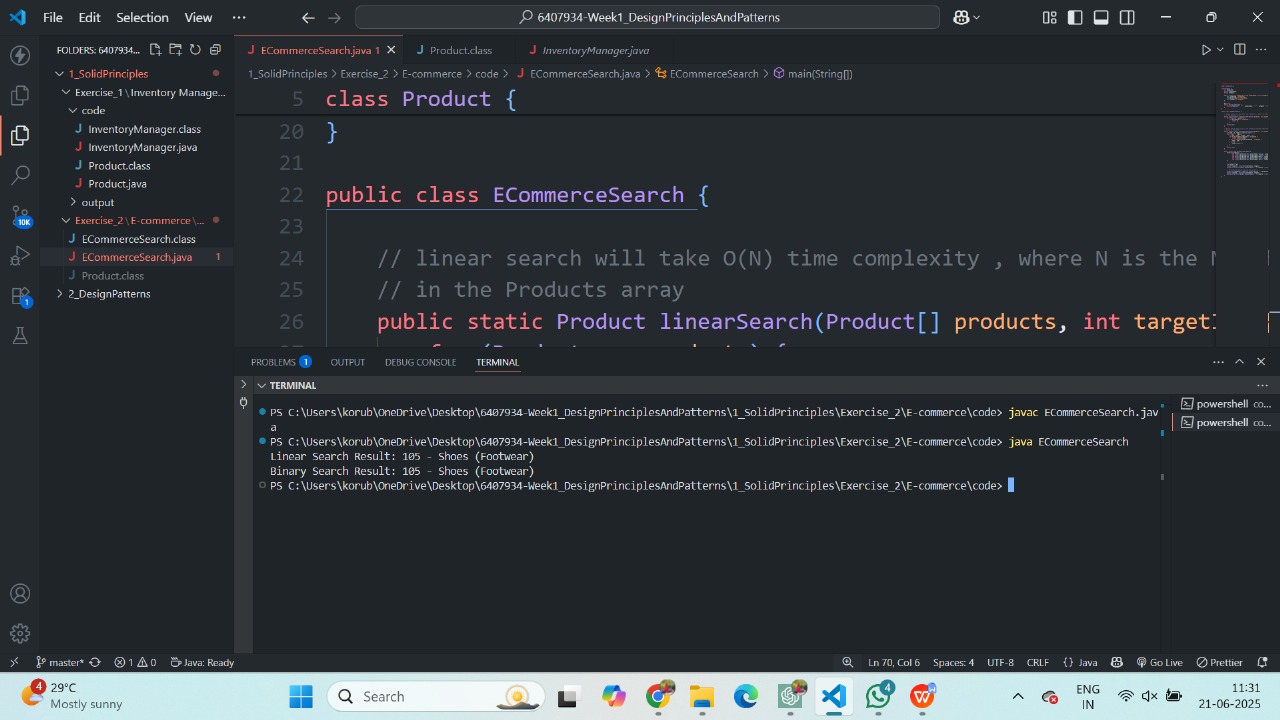 File Edit Selection View ··· 6407934-Week1_DesignPrinciplesAndPatterns
FOLDERS: 6407934...
1_SolidPrinciples
Exercise_1 \ Inventory Manage...
code
InventoryManager.class
InventoryManager.java
Product.class
Product.java
output
Exercise_2 \ E-commerce \ ...
ECommerceSearch.class
ECommerceSearch.java 1
Product.class
2_DesignPatterns
10K
1
ECommerceSearch.java 1 Product.class InventoryManager.java
1_SolidPrinciples > Exercise_2 > E-commerce > code > ECommerceSearch.java > ECommerceSearch > main(String[])
5 class Product {
20 }
21
22 public class ECommerceSearch {
23
24 // linear search will take O(N) time complexity , where N is the N
25 // in the Products array
26 public static Product linearSearch(Product[] products, int targetI
PROBLEMS 1 OUTPUT DEBUG CONSOLE TERMINAL
TERMINAL
PS C:\Users\korub\OneDrive\Desktop\6407934-Week1_DesignPrinciplesAndPatterns\1_SolidPrinciples\Exercise_2\E-commerce\code> javac ECommerceSearch.jav
a
PS C:\Users\korub\OneDrive\Desktop\6407934-Week1_DesignPrinciplesAndPatterns\1_SolidPrinciples\Exercise_2\E-commerce\code> java ECommerceSearch
Linear Search Result: 105 - Shoes (Footwear)
Binary Search Result: 105 - Shoes (Footwear)
PS C:\Users\korub\OneDrive\Desktop\6407934-Week1_DesignPrinciplesAndPatterns\1_SolidPrinciples\Exercise_2\E-commerce\code>
powershell co...
powershell co...
master* 1 0 Java: Ready Ln 70, Col 6 Spaces: 4 UTF-8 CRLF {} Java Go Live Prettier
4 29°C
Mostly sunny
Search
4
ENG
IN
11:31
21-06-2025